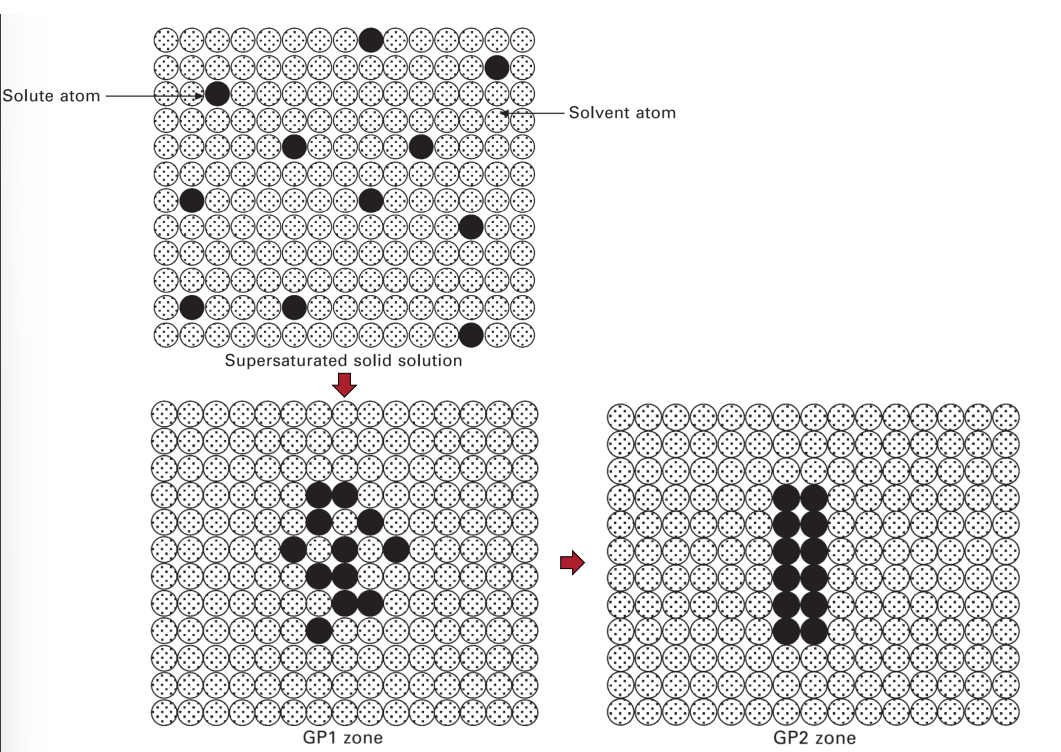 Solute atom
Solvent atom
Supersaturated solid solution
GP1 zone
GP2 zone